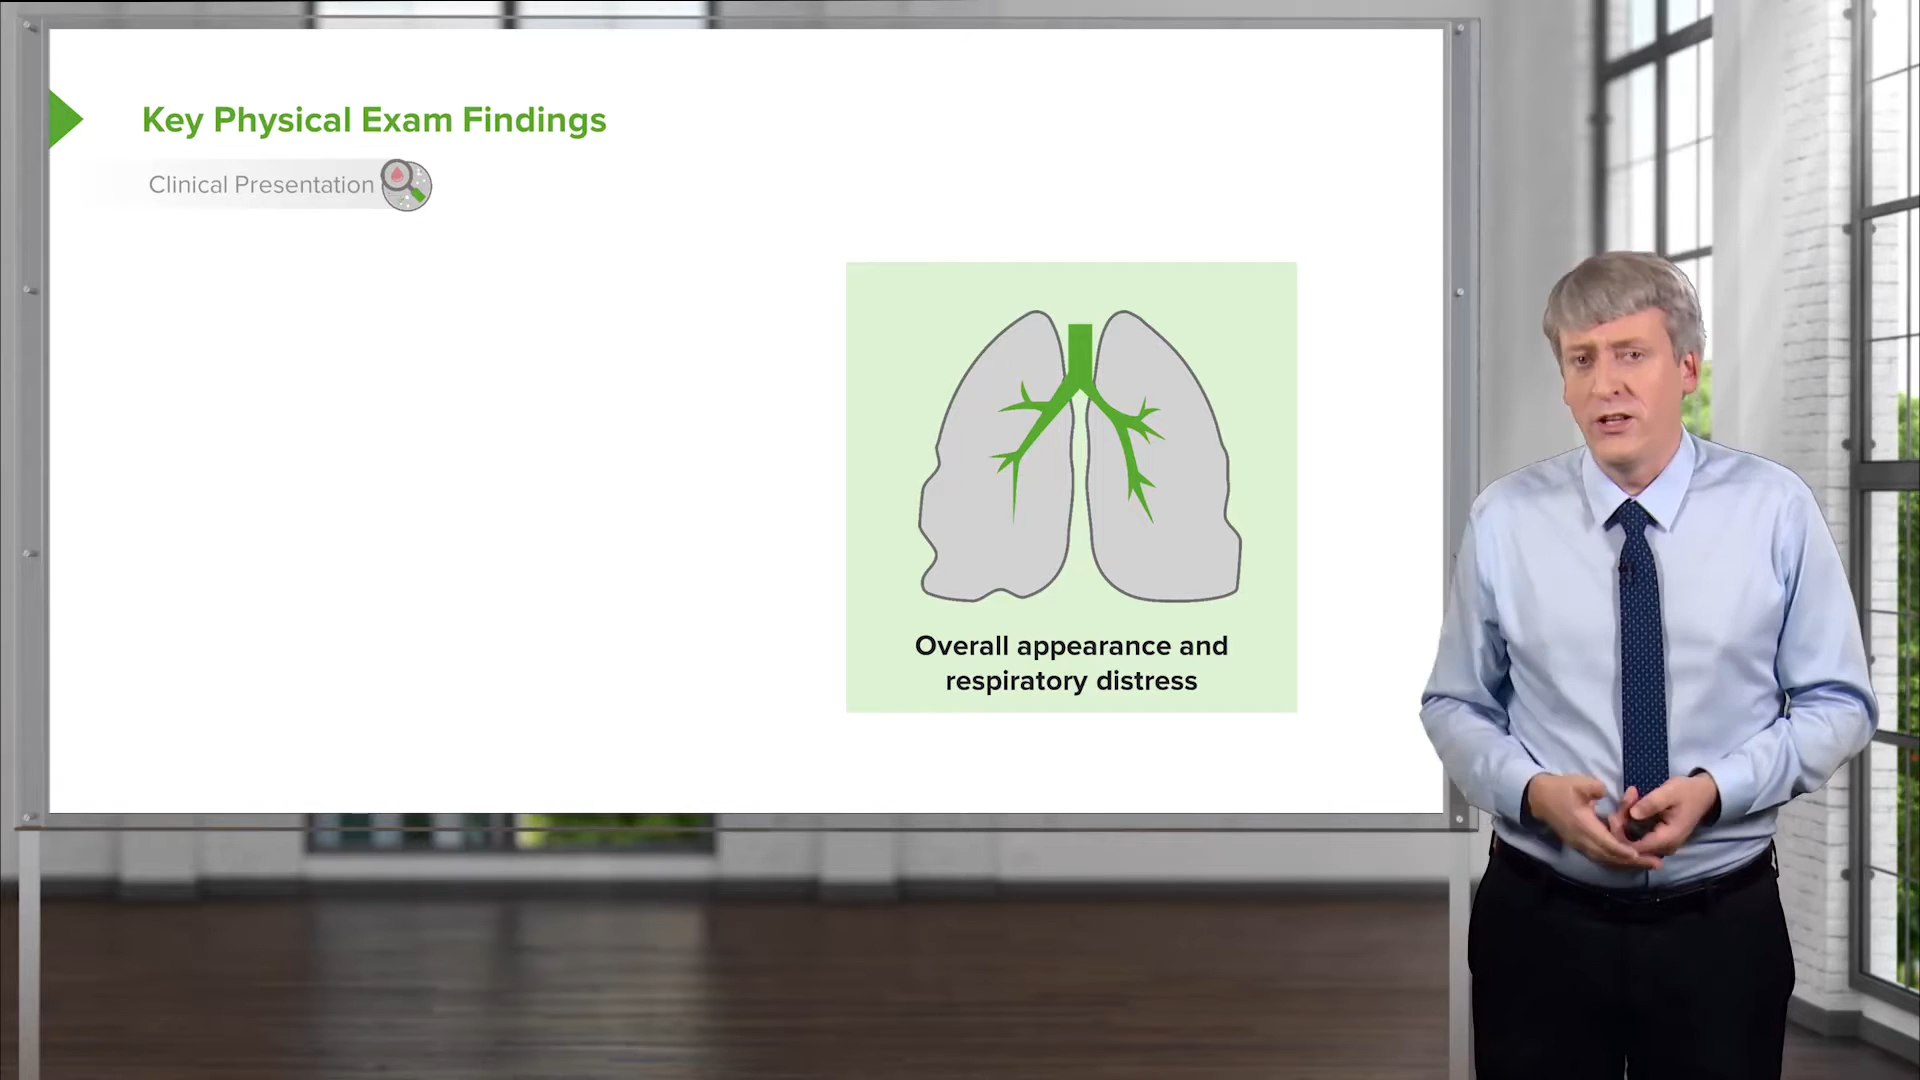 Key Physical Exam Findings
Clinical Presentation
Overall appearance and
respiratory distress